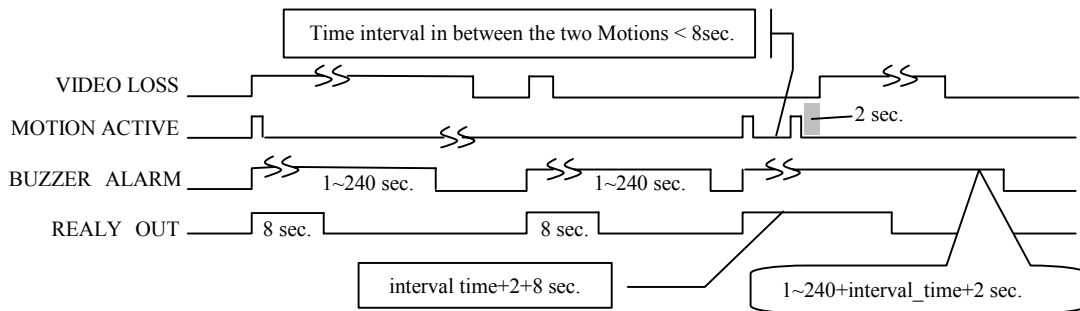 Time interval in between the two Motions < 8sec.
VIDEO LOSS
MOTION ACTIVE
2 sec.
BUZZER ALARM
1~240 sec.
1~240 sec.
REALY OUT
8 sec.
8 sec.
interval time+2+8 sec.
1~240+interval_time+2 sec.